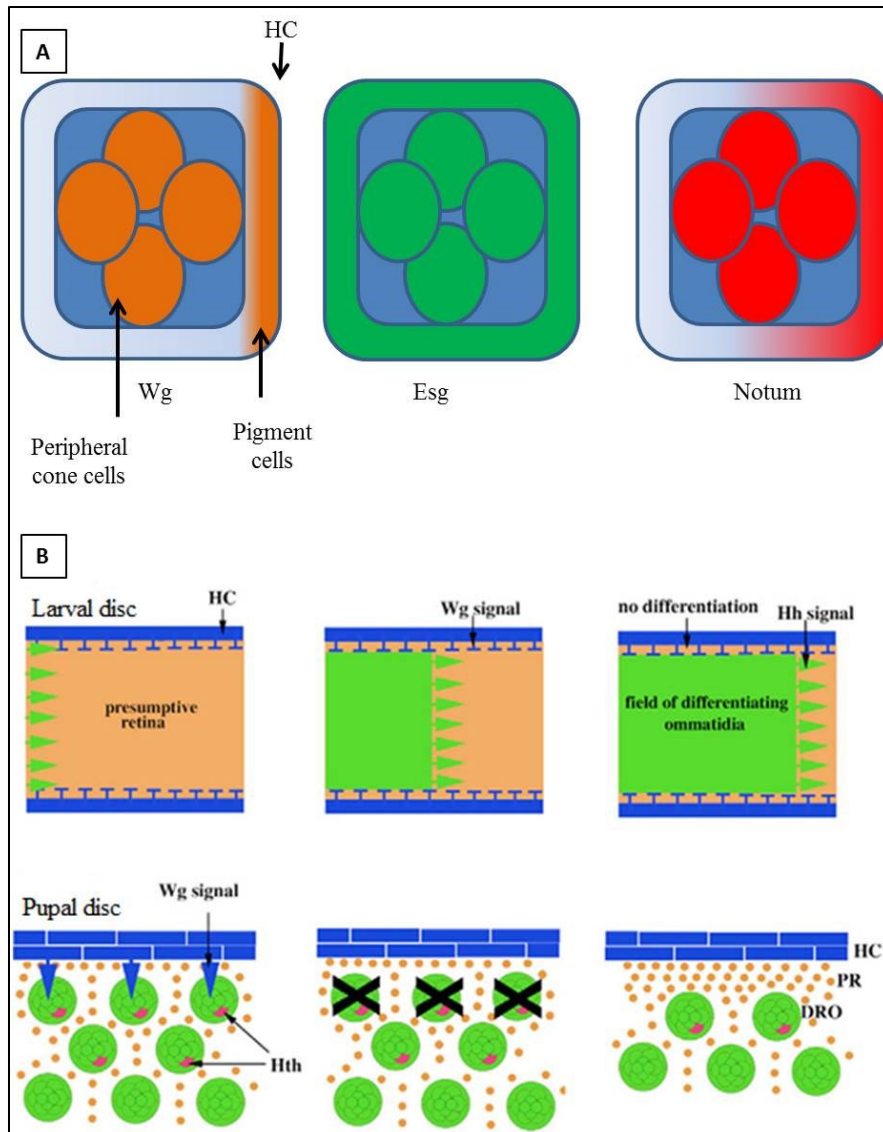 A
HC
Wg
Esg
Notum
Peripheral
cone cells
Pigment
cells
B
Larval disc
HC
presumptive
retina
Wg signal
no differentiation
Hh signal
field of differentiating
ommatidia
Pupal disc
Wg signal
Hth
HC
PR
DRO